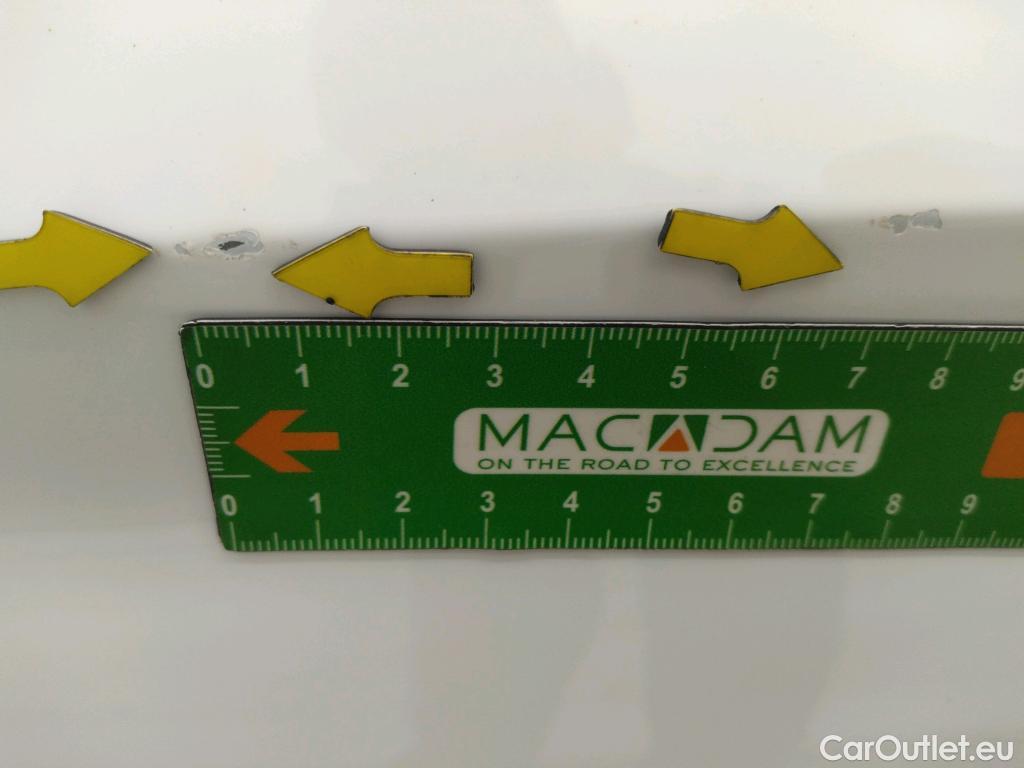 0 1 2 3 4 5 6 7 8 9
MACADAM
ON THE ROAD TO EXCELLENCE
0 1 2 3 4 5 6 7 8 9
CarOutlet.eu